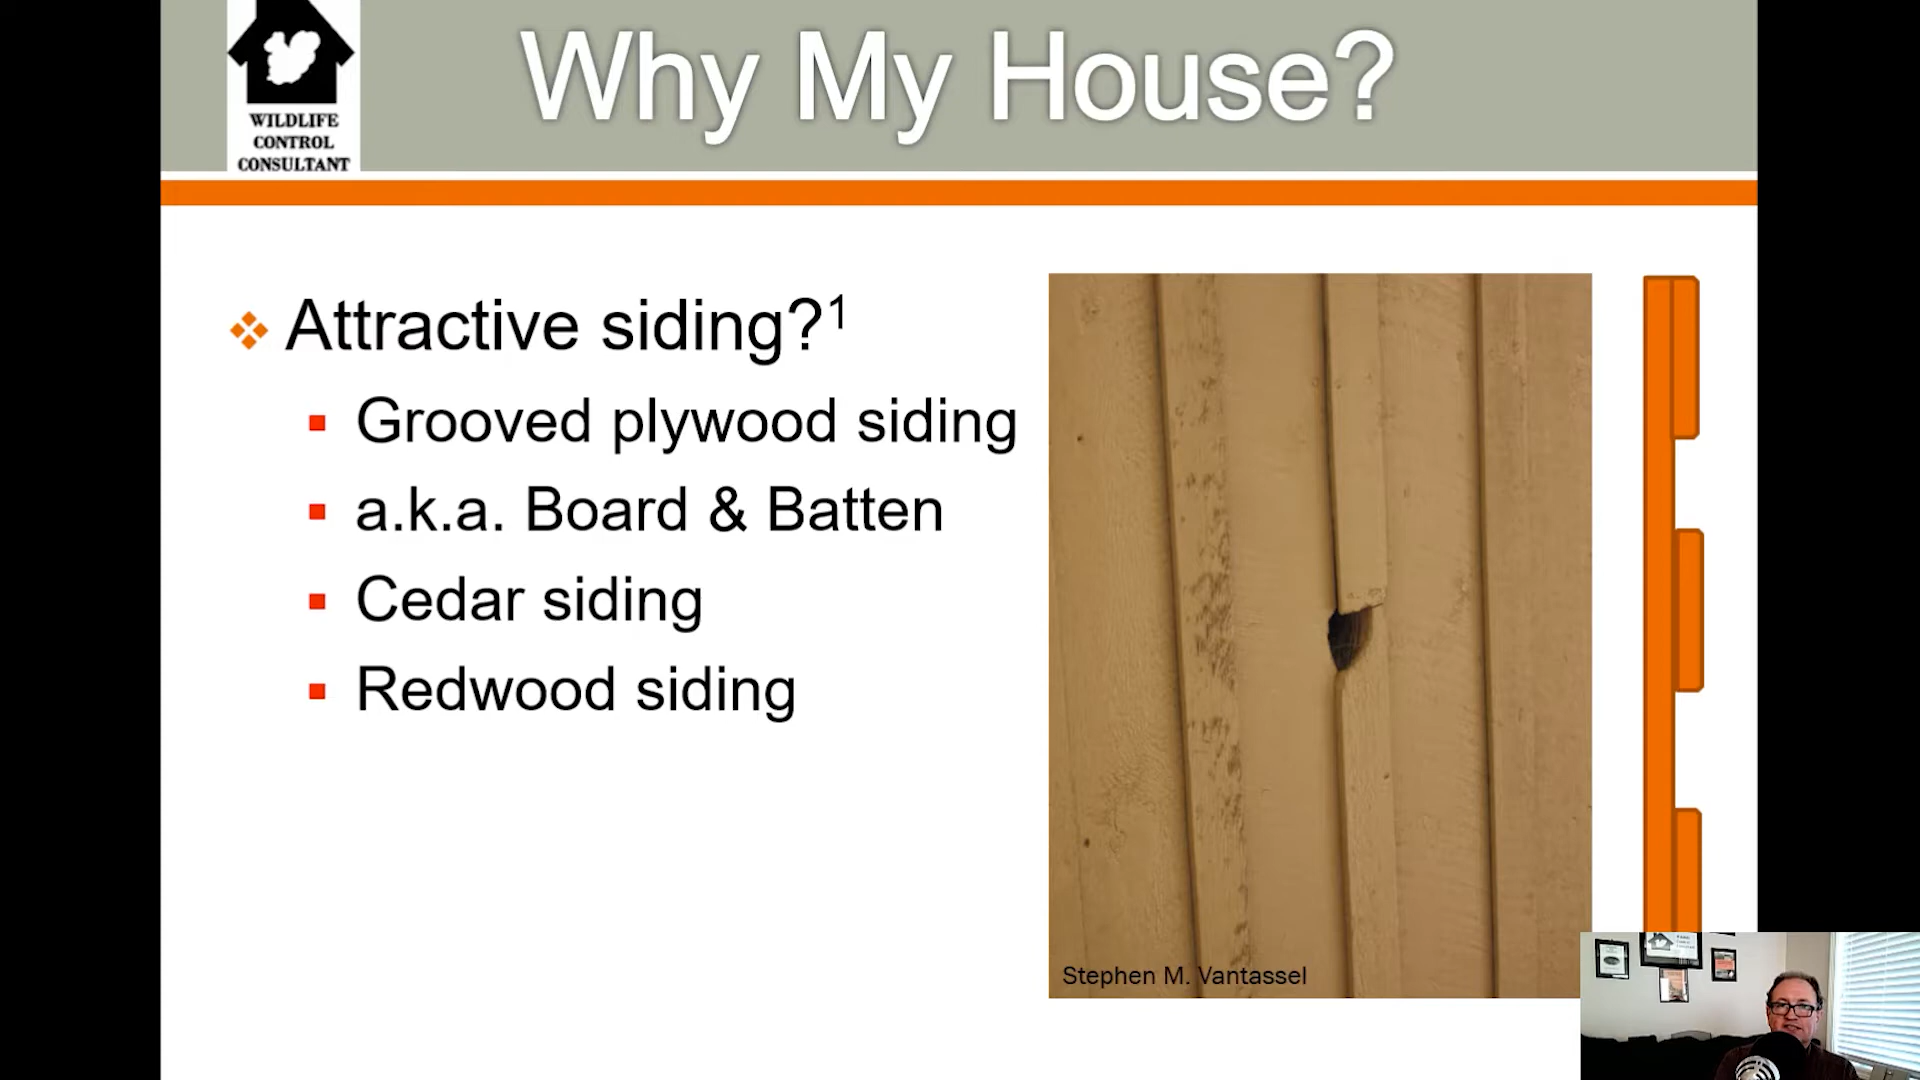 WILDLIFE
CONTROL
CONSULTANT
Why My House?
Attractive siding?1
Grooved plywood siding
a.k.a. Board & Batten
Cedar siding
Redwood siding
Stephen M. Vantassel